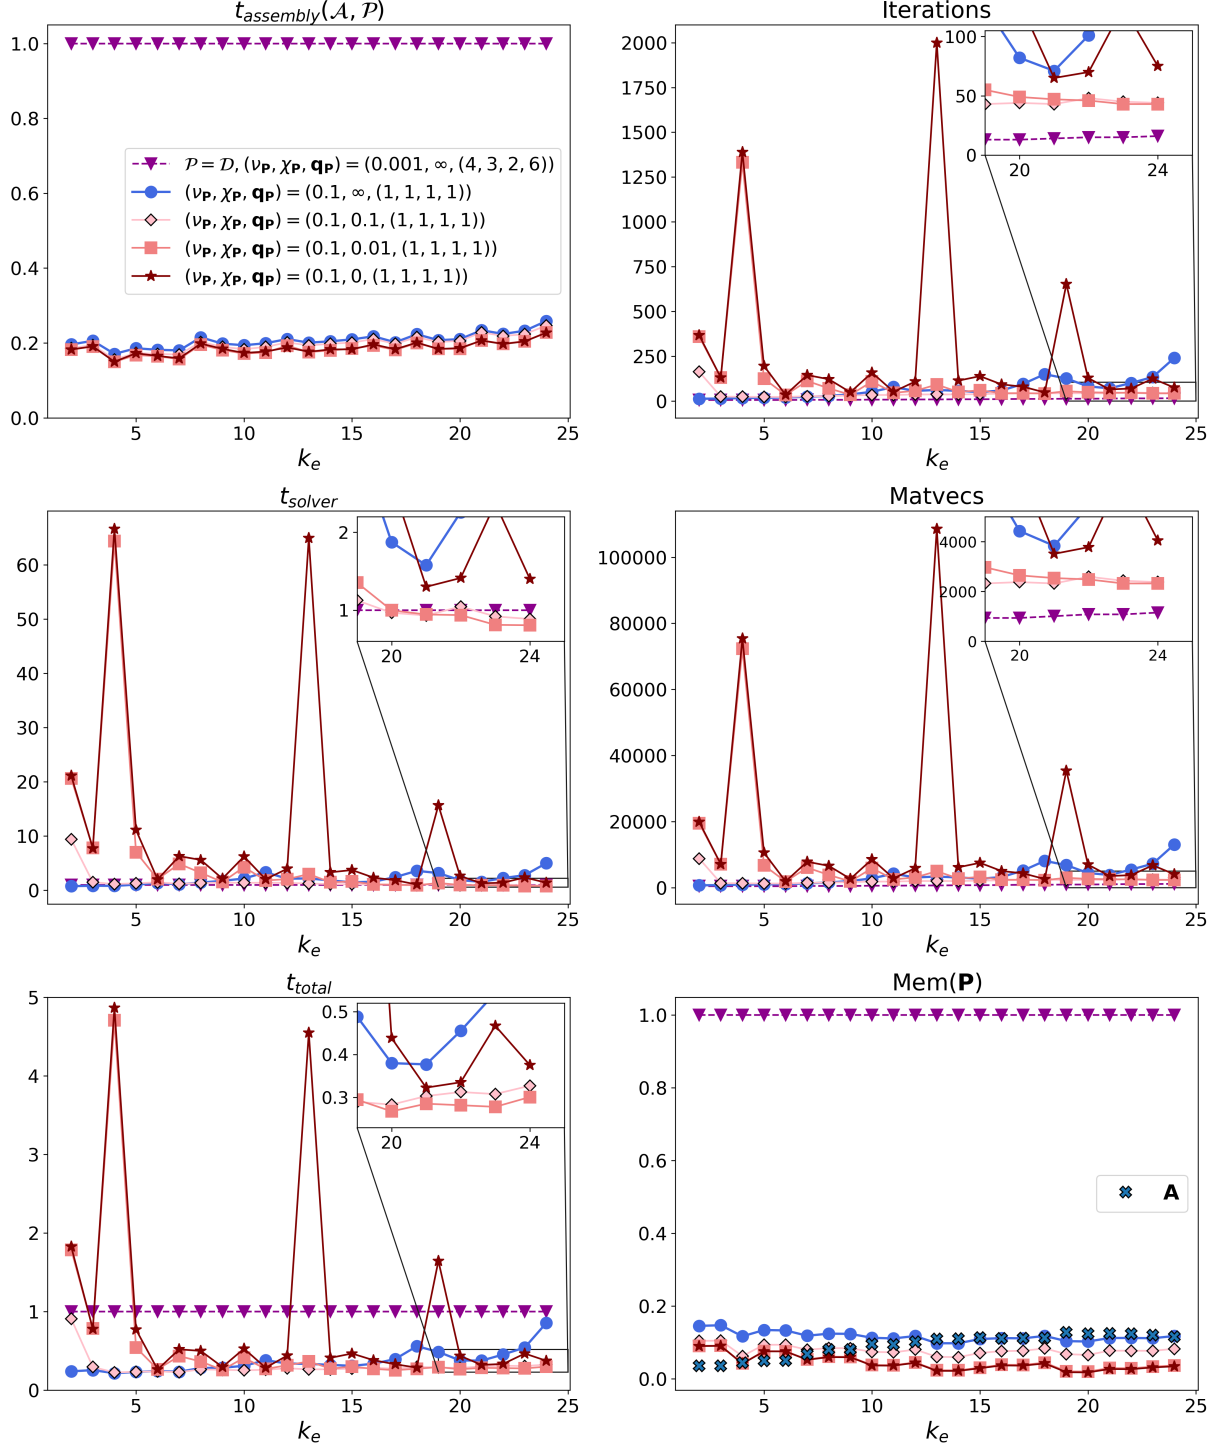 t_assembly(𝒜, 𝒫)
1.0
0.8
0.6
0.4
0.2
0.0
𝒫 = 𝒟, (ν_P, χ_P, q_P) = (0.001, ∞, (4, 3, 2, 6))
(ν_P, χ_P, q_P) = (0.1, ∞, (1, 1, 1, 1))
(ν_P, χ_P, q_P) = (0.1, 0.1, (1, 1, 1, 1))
(ν_P, χ_P, q_P) = (0.1, 0.01, (1, 1, 1, 1))
(ν_P, χ_P, q_P) = (0.1, 0, (1, 1, 1, 1))
5 10 15 20 25
k_e
Iterations
2000
1750
1500
1250
1000
750
500
250
0
100
50
0
20 24
5 10 15 20 25
k_e
t_solver
60
50
40
30
20
10
0
2
1
20 24
5 10 15 20 25
k_e
Matvecs
100000
80000
60000
40000
20000
0
4000
2000
0
20 24
5 10 15 20 25
k_e
t_total
5
4
3
2
1
0
0.5
0.4
0.3
20 24
5 10 15 20 25
k_e
Mem(P)
1.0
0.8
0.6
0.4
0.2
0.0
A
5 10 15 20 25
k_e